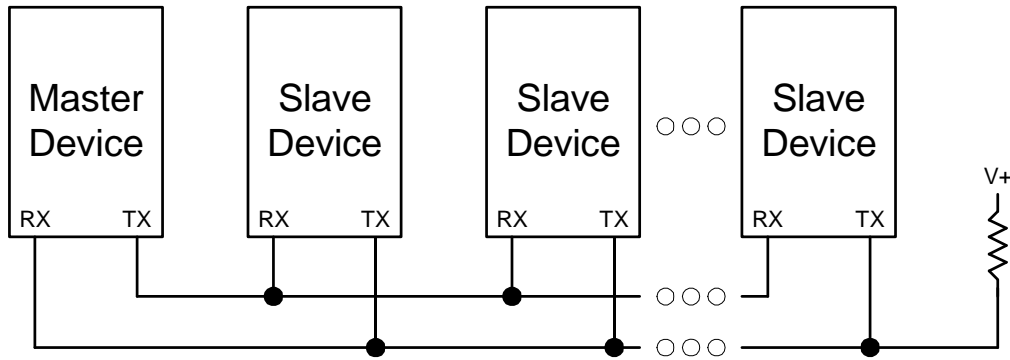 Master
Device
Slave
Device
Slave
Device
Slave
Device
V+
RX TX
RX TX
RX TX
RX TX